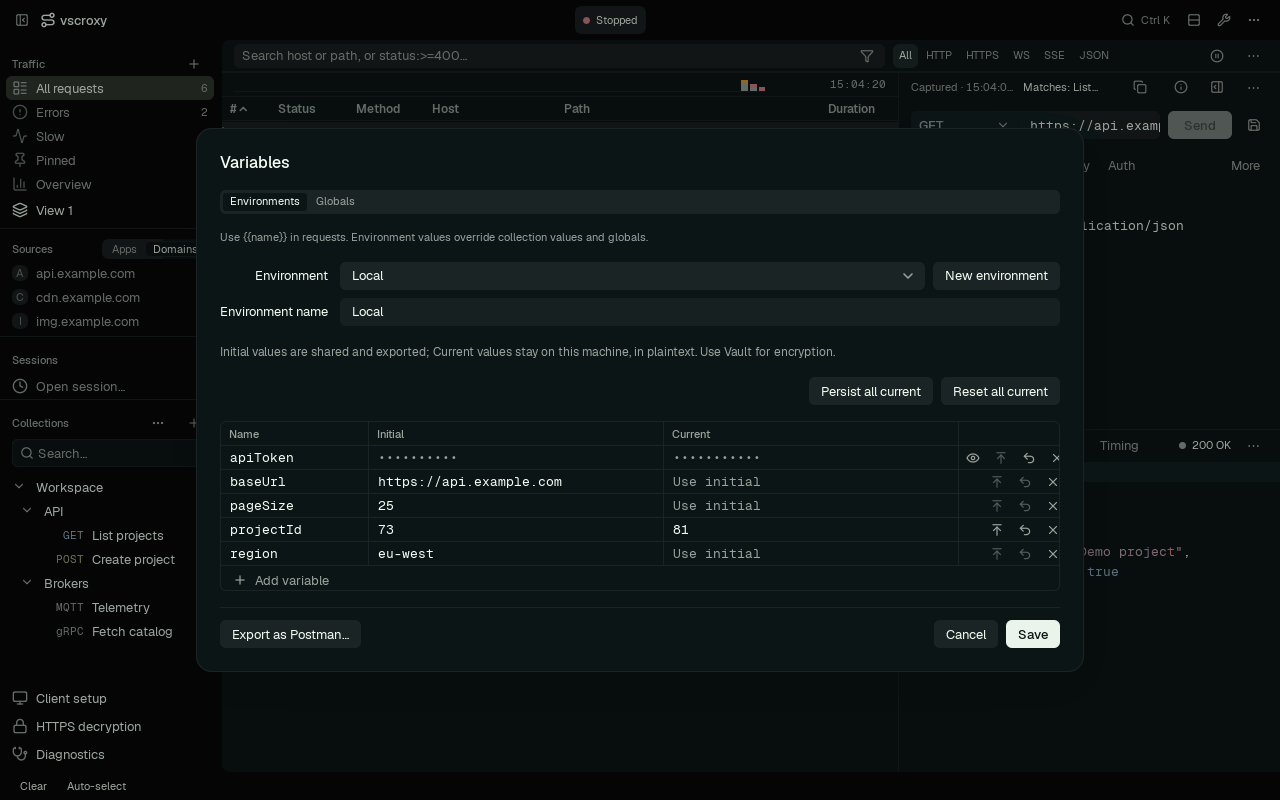 vscroxy
Stopped
Ctrl K
Traffic
All requests 6
Errors 2
Slow
Pinned
Overview
View 1
Sources Apps Domains
api.example.com
cdn.example.com
img.example.com
Sessions
Open session...
Collections
Search...
Workspace
API
GET List projects
POST Create project
Brokers
MQTT Telemetry
gRPC Fetch catalog
Client setup
HTTPS decryption
Diagnostics
Clear Auto-select
Search host or path, or status:>=400...
All HTTP HTTPS WS SSE JSON
15:04:20
# Status Method Host Path Duration
Captured · 15:04:0... Matches: List...
GET https://api.examp Send
y Auth More
lication/json
Timing 200 OK
Demo project",
true
Variables
Environments Globals
Use {{name}} in requests. Environment values override collection values and globals.
Environment Local New environment
Environment name Local
Initial values are shared and exported; Current values stay on this machine, in plaintext. Use Vault for encryption.
Persist all current Reset all current
Name Initial Current
apiToken •••••••••• •••••••••••
baseUrl https://api.example.com Use initial
pageSize 25 Use initial
projectId 73 81
region eu-west Use initial
Add variable
Export as Postman... Cancel Save